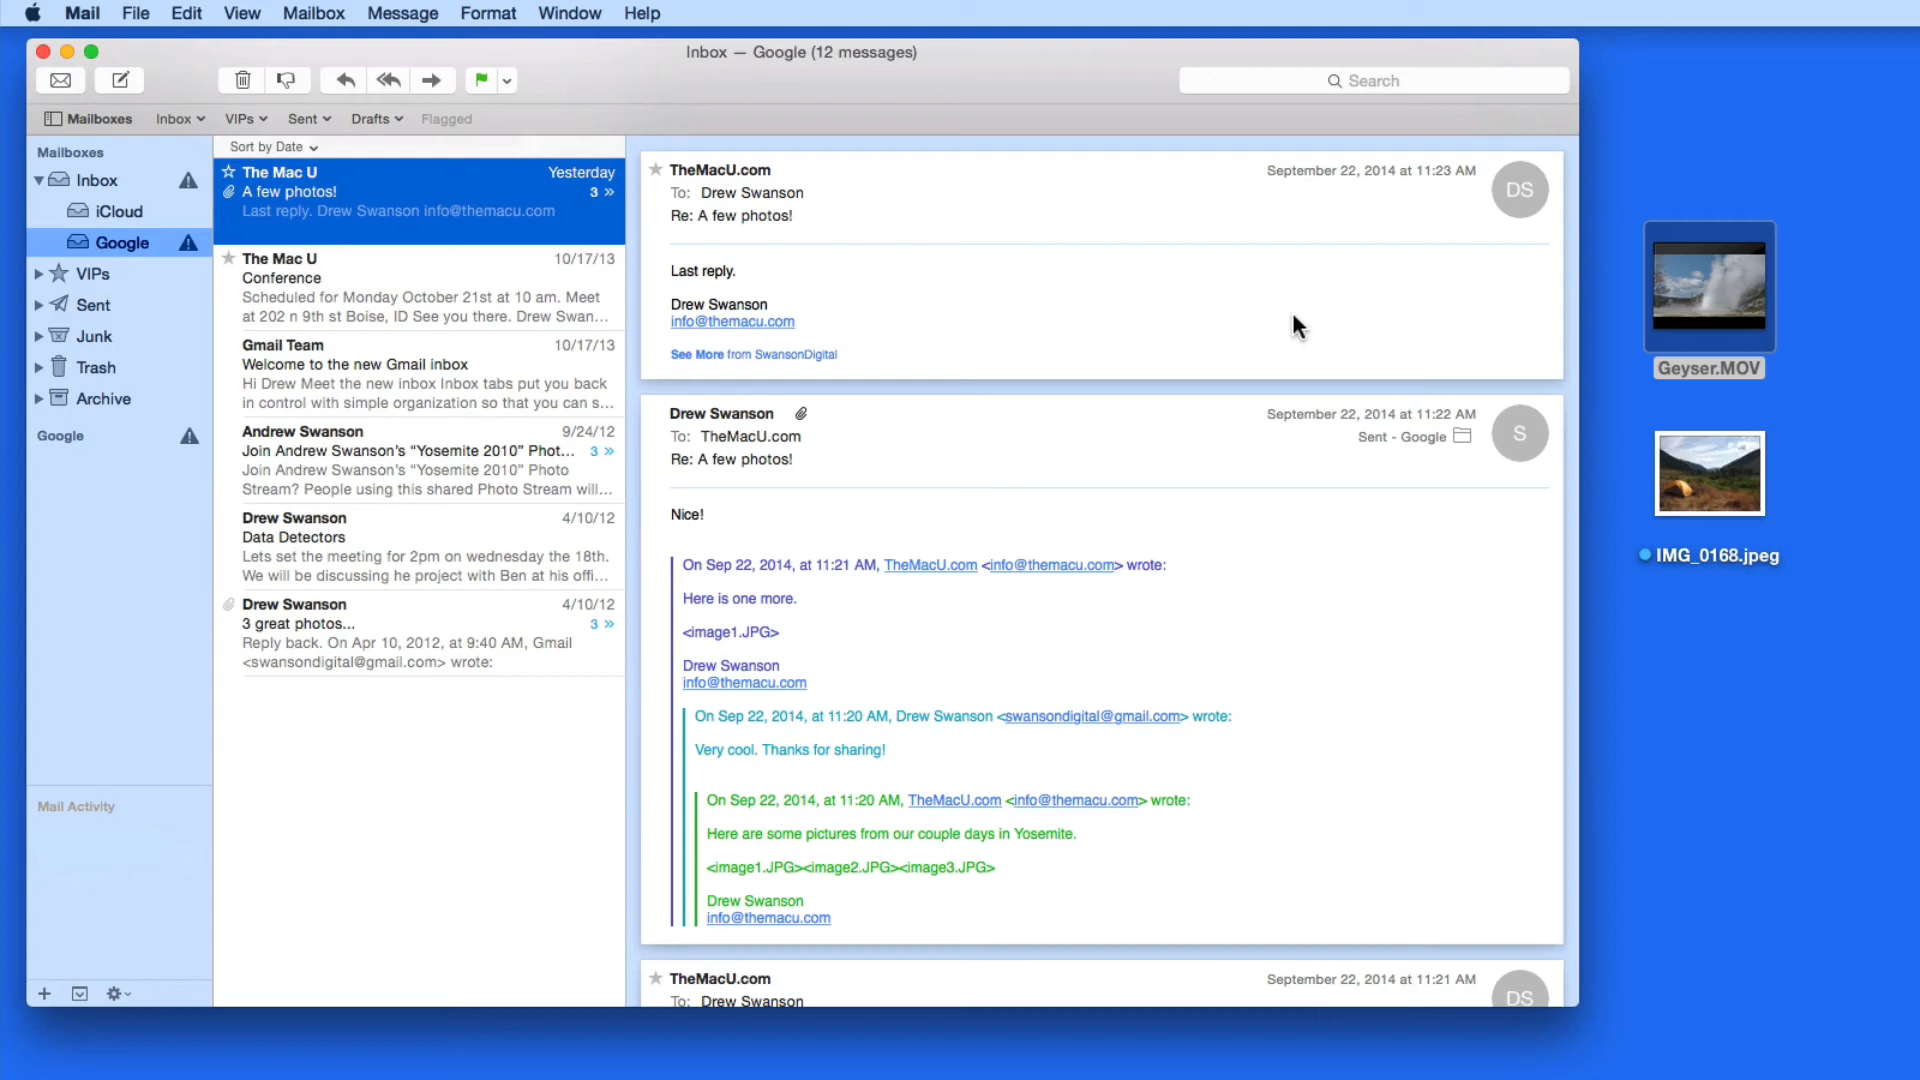 Mail File Edit View Mailbox Message Format Window Help
Inbox — Google (12 messages)
Search
Mailboxes Inbox VIPs Sent Drafts Flagged
Mailboxes
Inbox
iCloud
Google
VIPs
Sent
Junk
Trash
Archive
Google
Mail Activity
Sort by Date
The Mac U Yesterday
A few photos! 3 »
Last reply. Drew Swanson info@themacu.com
The Mac U 10/17/13
Conference
Scheduled for Monday October 21st at 10 am. Meet
at 202 n 9th st Boise, ID See you there. Drew Swan...
Gmail Team 10/17/13
Welcome to the new Gmail inbox
Hi Drew Meet the new inbox Inbox tabs put you back
in control with simple organization so that you can s...
Andrew Swanson 9/24/12
Join Andrew Swanson's “Yosemite 2010” Phot... 3 »
Join Andrew Swanson's “Yosemite 2010” Photo
Stream? People using this shared Photo Stream will...
Drew Swanson 4/10/12
Data Detectors
Lets set the meeting for 2pm on wednesday the 18th.
We will be discussing he project with Ben at his offi...
Drew Swanson 4/10/12
3 great photos... 3 »
Reply back. On Apr 10, 2012, at 9:40 AM, Gmail
<swansondigital@gmail.com> wrote:
TheMacU.com September 22, 2014 at 11:23 AM
DS
To: Drew Swanson
Re: A few photos!
Last reply.
Drew Swanson
info@themacu.com
See More from SwansonDigital
Drew Swanson September 22, 2014 at 11:22 AM
S
To: TheMacU.com Sent - Google
Re: A few photos!
Nice!
On Sep 22, 2014, at 11:21 AM, TheMacU.com <info@themacu.com> wrote:
Here is one more.
<image1.JPG>
Drew Swanson
info@themacu.com
On Sep 22, 2014, at 11:20 AM, Drew Swanson <swansondigital@gmail.com> wrote:
Very cool. Thanks for sharing!
On Sep 22, 2014, at 11:20 AM, TheMacU.com <info@themacu.com> wrote:
Here are some pictures from our couple days in Yosemite.
<image1.JPG><image2.JPG><image3.JPG>
Drew Swanson
info@themacu.com
TheMacU.com September 22, 2014 at 11:21 AM
DS
To: Drew Swanson
Geyser.MOV
IMG_0168.jpeg